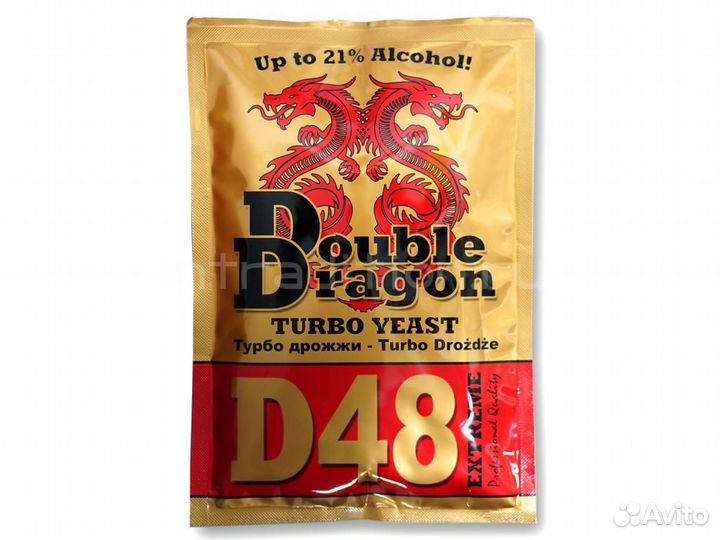 Up to 21% Alcohol!
Double
Dragon
TURBO YEAST
Турбо дрожжи - Turbo Drożdże
D48
EXTREME
Professional Quality
Avito